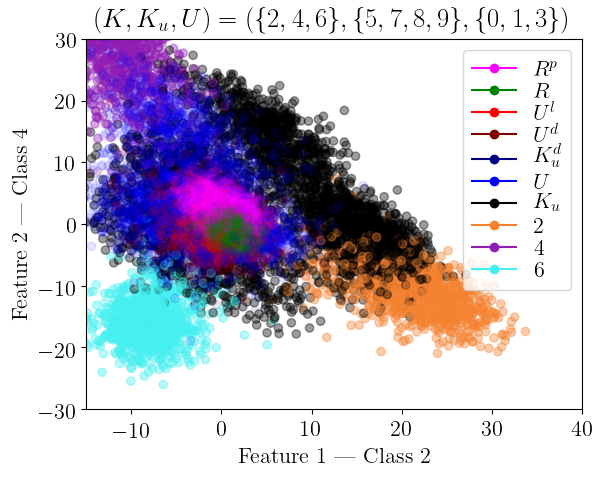 (K, K_u, U) = ({2, 4, 6}, {5, 7, 8, 9}, {0, 1, 3})
30
20
10
0
−10
−20
−30
Feature 2 — Class 4
R^p
R
U^l
U^d
K_u^d
U
K_u
2
4
6
−10 0 10 20 30 40
Feature 1 — Class 2